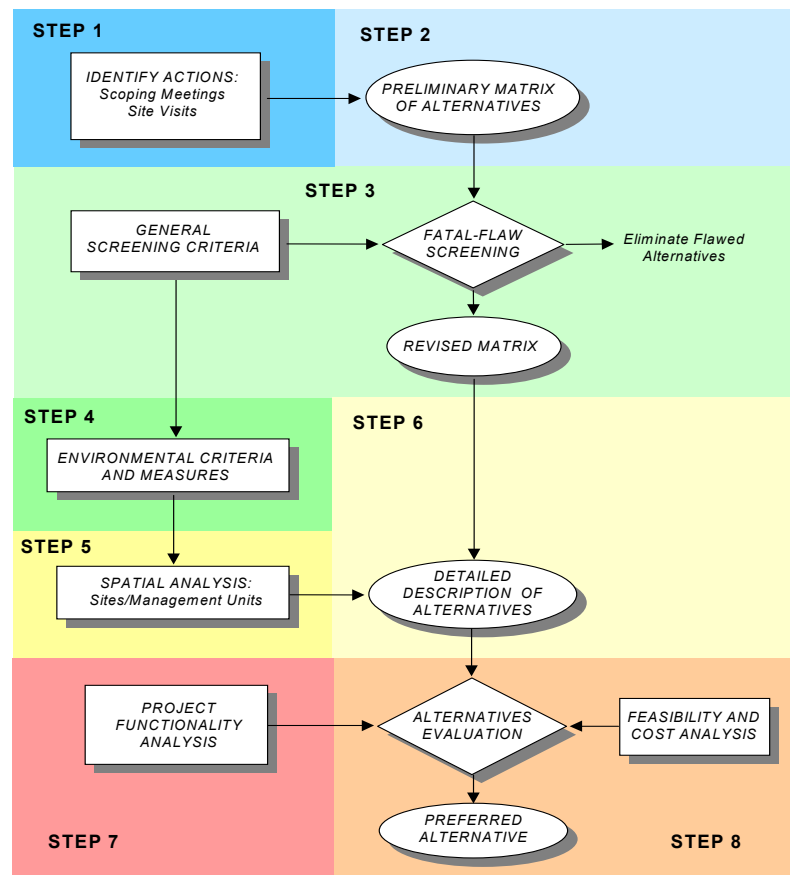 STEP 1
IDENTIFY ACTIONS:
Scoping Meetings
Site Visits
STEP 2
PRELIMINARY MATRIX
OF ALTERNATIVES
STEP 3
GENERAL
SCREENING CRITERIA
FATAL-FLAW
SCREENING
Eliminate Flawed
Alternatives
REVISED MATRIX
STEP 4
ENVIRONMENTAL CRITERIA
AND MEASURES
STEP 5
SPATIAL ANALYSIS:
Sites/Management Units
STEP 6
DETAILED
DESCRIPTION OF
ALTERNATIVES
PROJECT
FUNCTIONALITY
ANALYSIS
STEP 7
ALTERNATIVES
EVALUATION
FEASIBILITY AND
COST ANALYSIS
PREFERRED
ALTERNATIVE
STEP 8